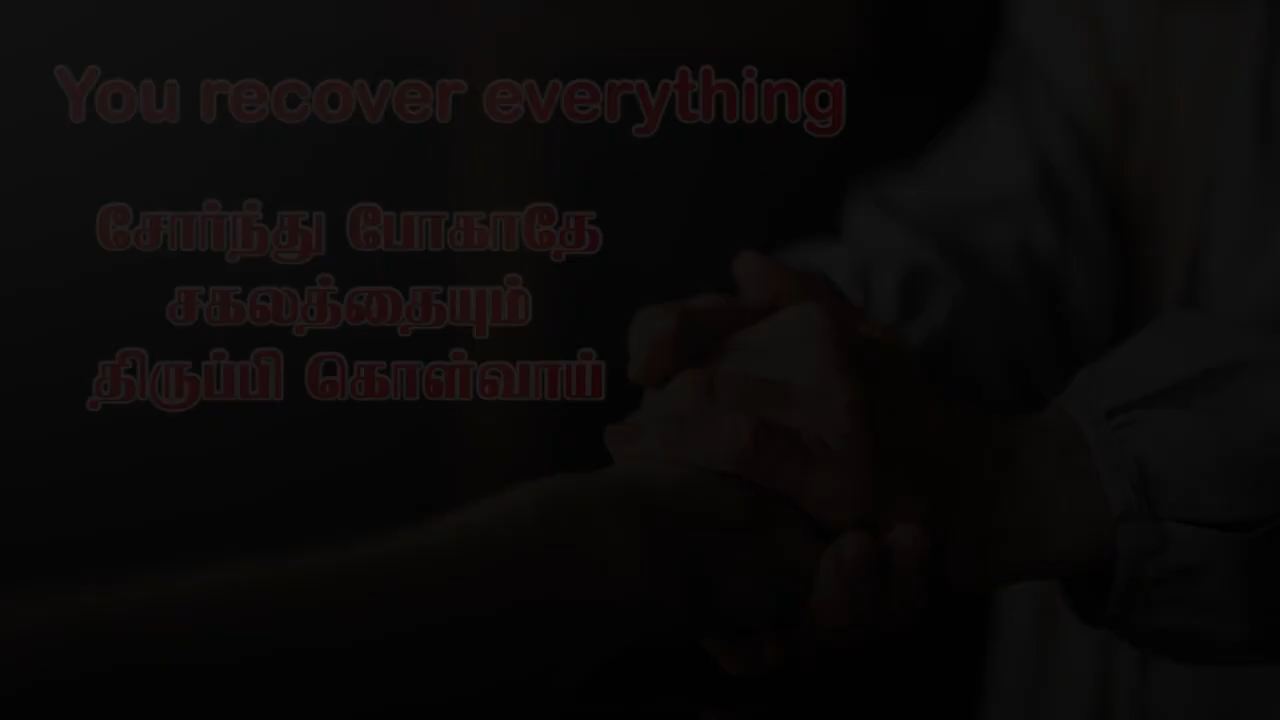 You recover everything
சோர்ந்து போகாதே
சகலத்தையும்
திருப்பி கொள்வாய்